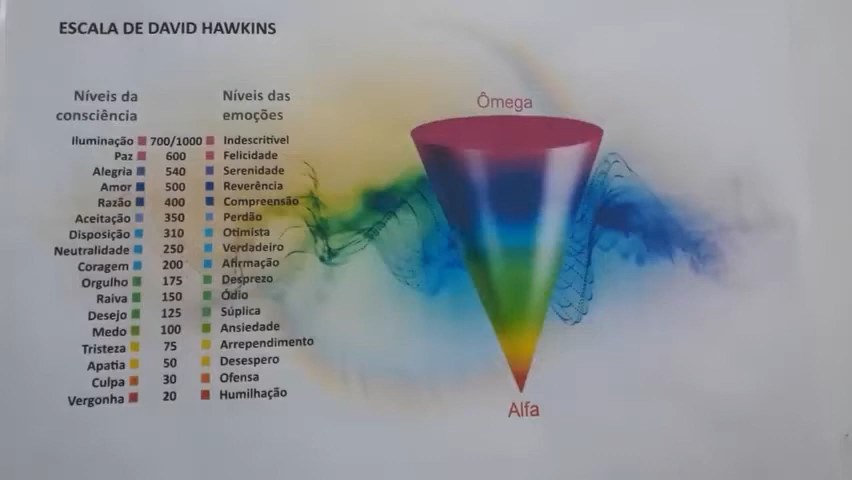 ESCALA DE DAVID HAWKINS
Níveis da consciência
Níveis das emoções
Iluminação 700/1000 Indescritível
Paz 600 Felicidade
Alegria 540 Serenidade
Amor 500 Reverência
Razão 400 Compreensão
Aceitação 350 Perdão
Disposição 310 Otimista
Neutralidade 250 Verdadeiro
Coragem 200 Afirmação
Orgulho 175 Desprezo
Raiva 150 Ódio
Desejo 125 Súplica
Medo 100 Ansiedade
Tristeza 75 Arrependimento
Apatia 50 Desespero
Culpa 30 Ofensa
Vergonha 20 Humilhação
Ômega
Alfa